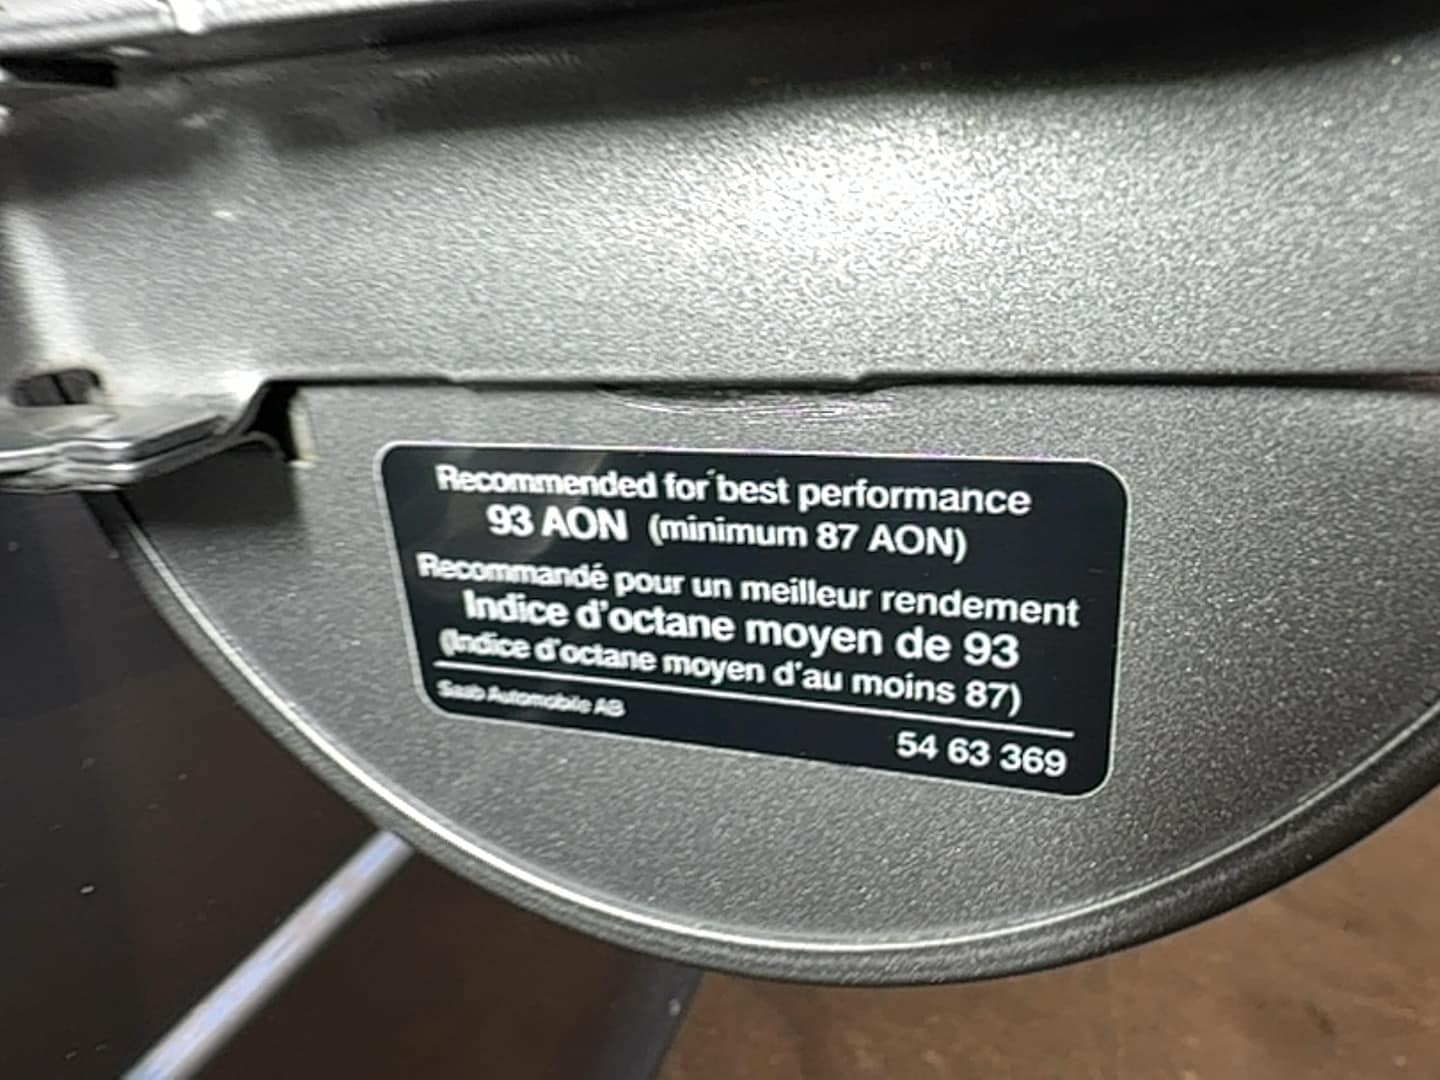 Recommended for best performance
93 AON (minimum 87 AON)
Recommandé pour un meilleur rendement
Indice d'octane moyen de 93
(Indice d'octane moyen d'au moins 87)
Saab Automobile AB
54 63 369